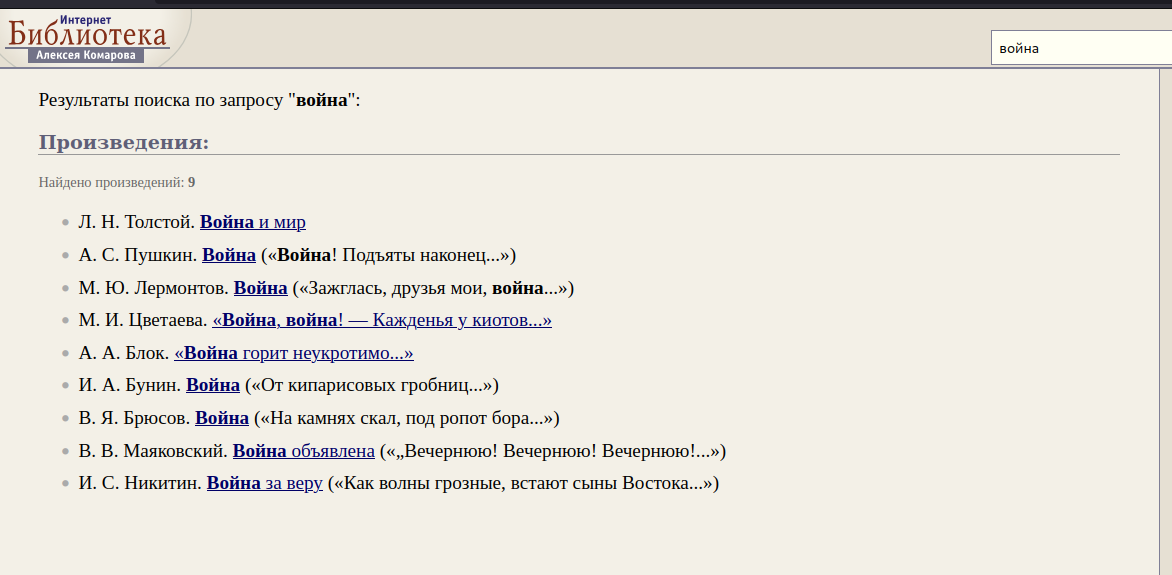 Интернет
Библиотека
Алексея Комарова
война
Результаты поиска по запросу "война":
Произведения:
Найдено произведений: 9
Л. Н. Толстой. Война и мир
А. С. Пушкин. Война («Война! Подъяты наконец...»)
М. Ю. Лермонтов. Война («Зажглась, друзья мои, война...»)
М. И. Цветаева. «Война, война! — Кажденья у киотов...»
А. А. Блок. «Война горит неукротимо...»
И. А. Бунин. Война («От кипарисовых гробниц...»)
В. Я. Брюсов. Война («На камнях скал, под ропот бора...»)
В. В. Маяковский. Война объявлена («„Вечернюю! Вечернюю! Вечернюю!...»)
И. С. Никитин. Война за веру («Как волны грозные, встают сыны Востока...»)